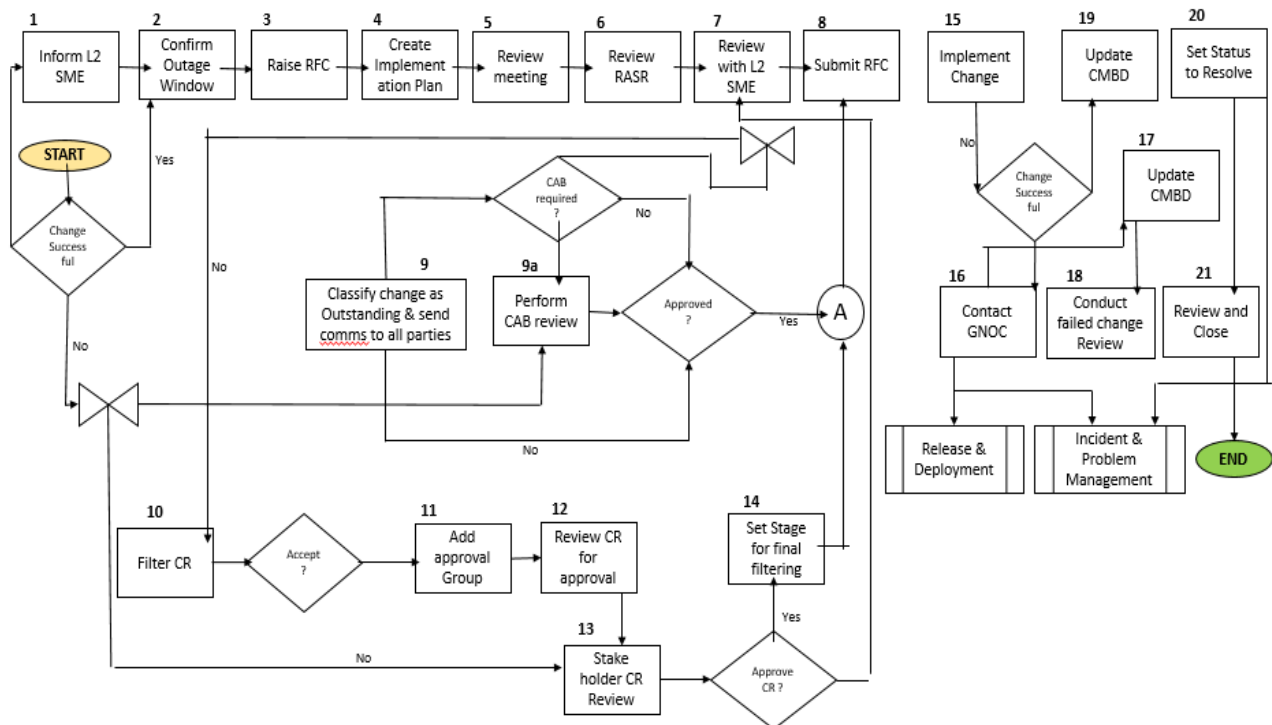 1
2
3
4
5
6
7
8
15
19
20
Inform L2
SME
Confirm
Outage
Window
Raise RFC
Create
Implement
ation Plan
Review
meeting
Review
RASR
Review
with L2
SME
Submit RFC
Implement
Change
Update
CMBD
Set Status
to Resolve
START
Yes
Change
Success
ful
No
No
CAB
required
?
No
No
Change
Success
ful
17
Update
CMBD
9
Classify change as
Outstanding & send
comms to all parties
9a
Perform
CAB review
Approved
?
Yes
A
No
16
Contact
GNOC
18
Conduct
failed change
Review
21
Review and
Close
Release &
Deployment
Incident &
Problem
Management
END
10
Filter CR
Accept
?
11
Add
approval
Group
12
Review CR
for
approval
14
Set Stage
for final
filtering
Yes
No
13
Stake
holder CR
Review
Approve
CR ?